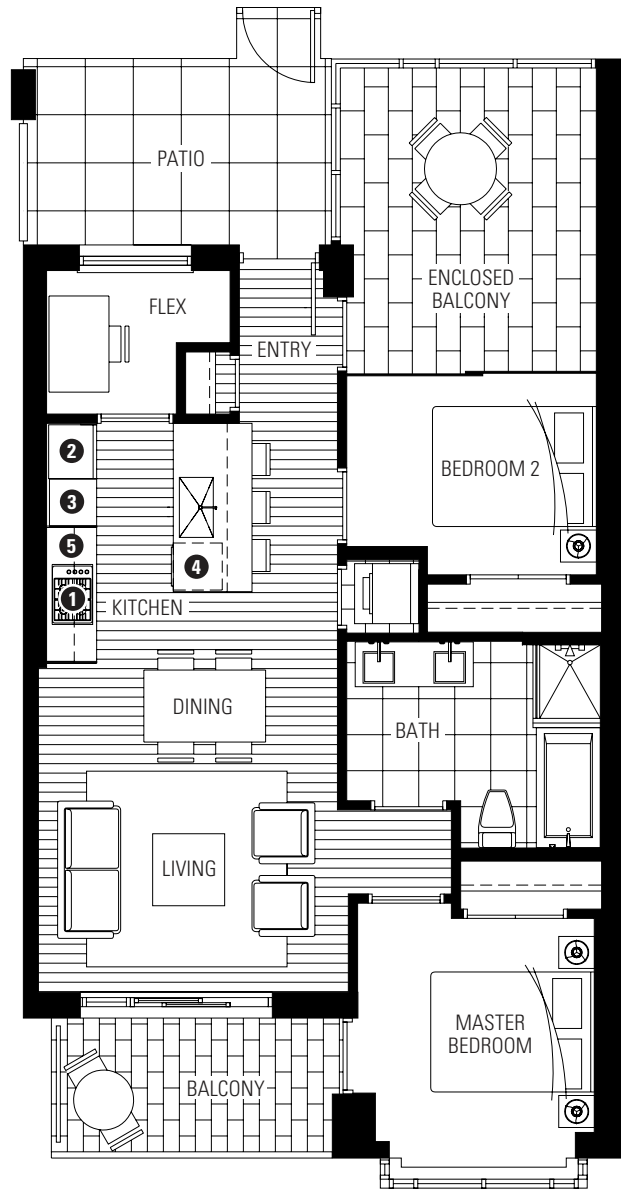 PATIO
ENCLOSED
BALCONY
FLEX
ENTRY
2
BEDROOM 2
3
5
4
1
KITCHEN
DINING
BATH
LIVING
MASTER
BEDROOM
BALCONY